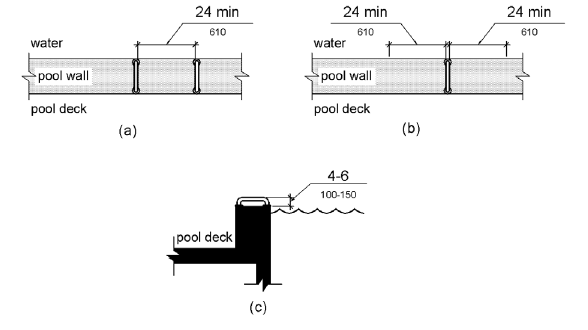 24 min
610
water
pool wall
pool deck
(a)
24 min
24 min
610
610
water
pool wall
pool deck
(b)
4-6
100-150
pool deck
(c)